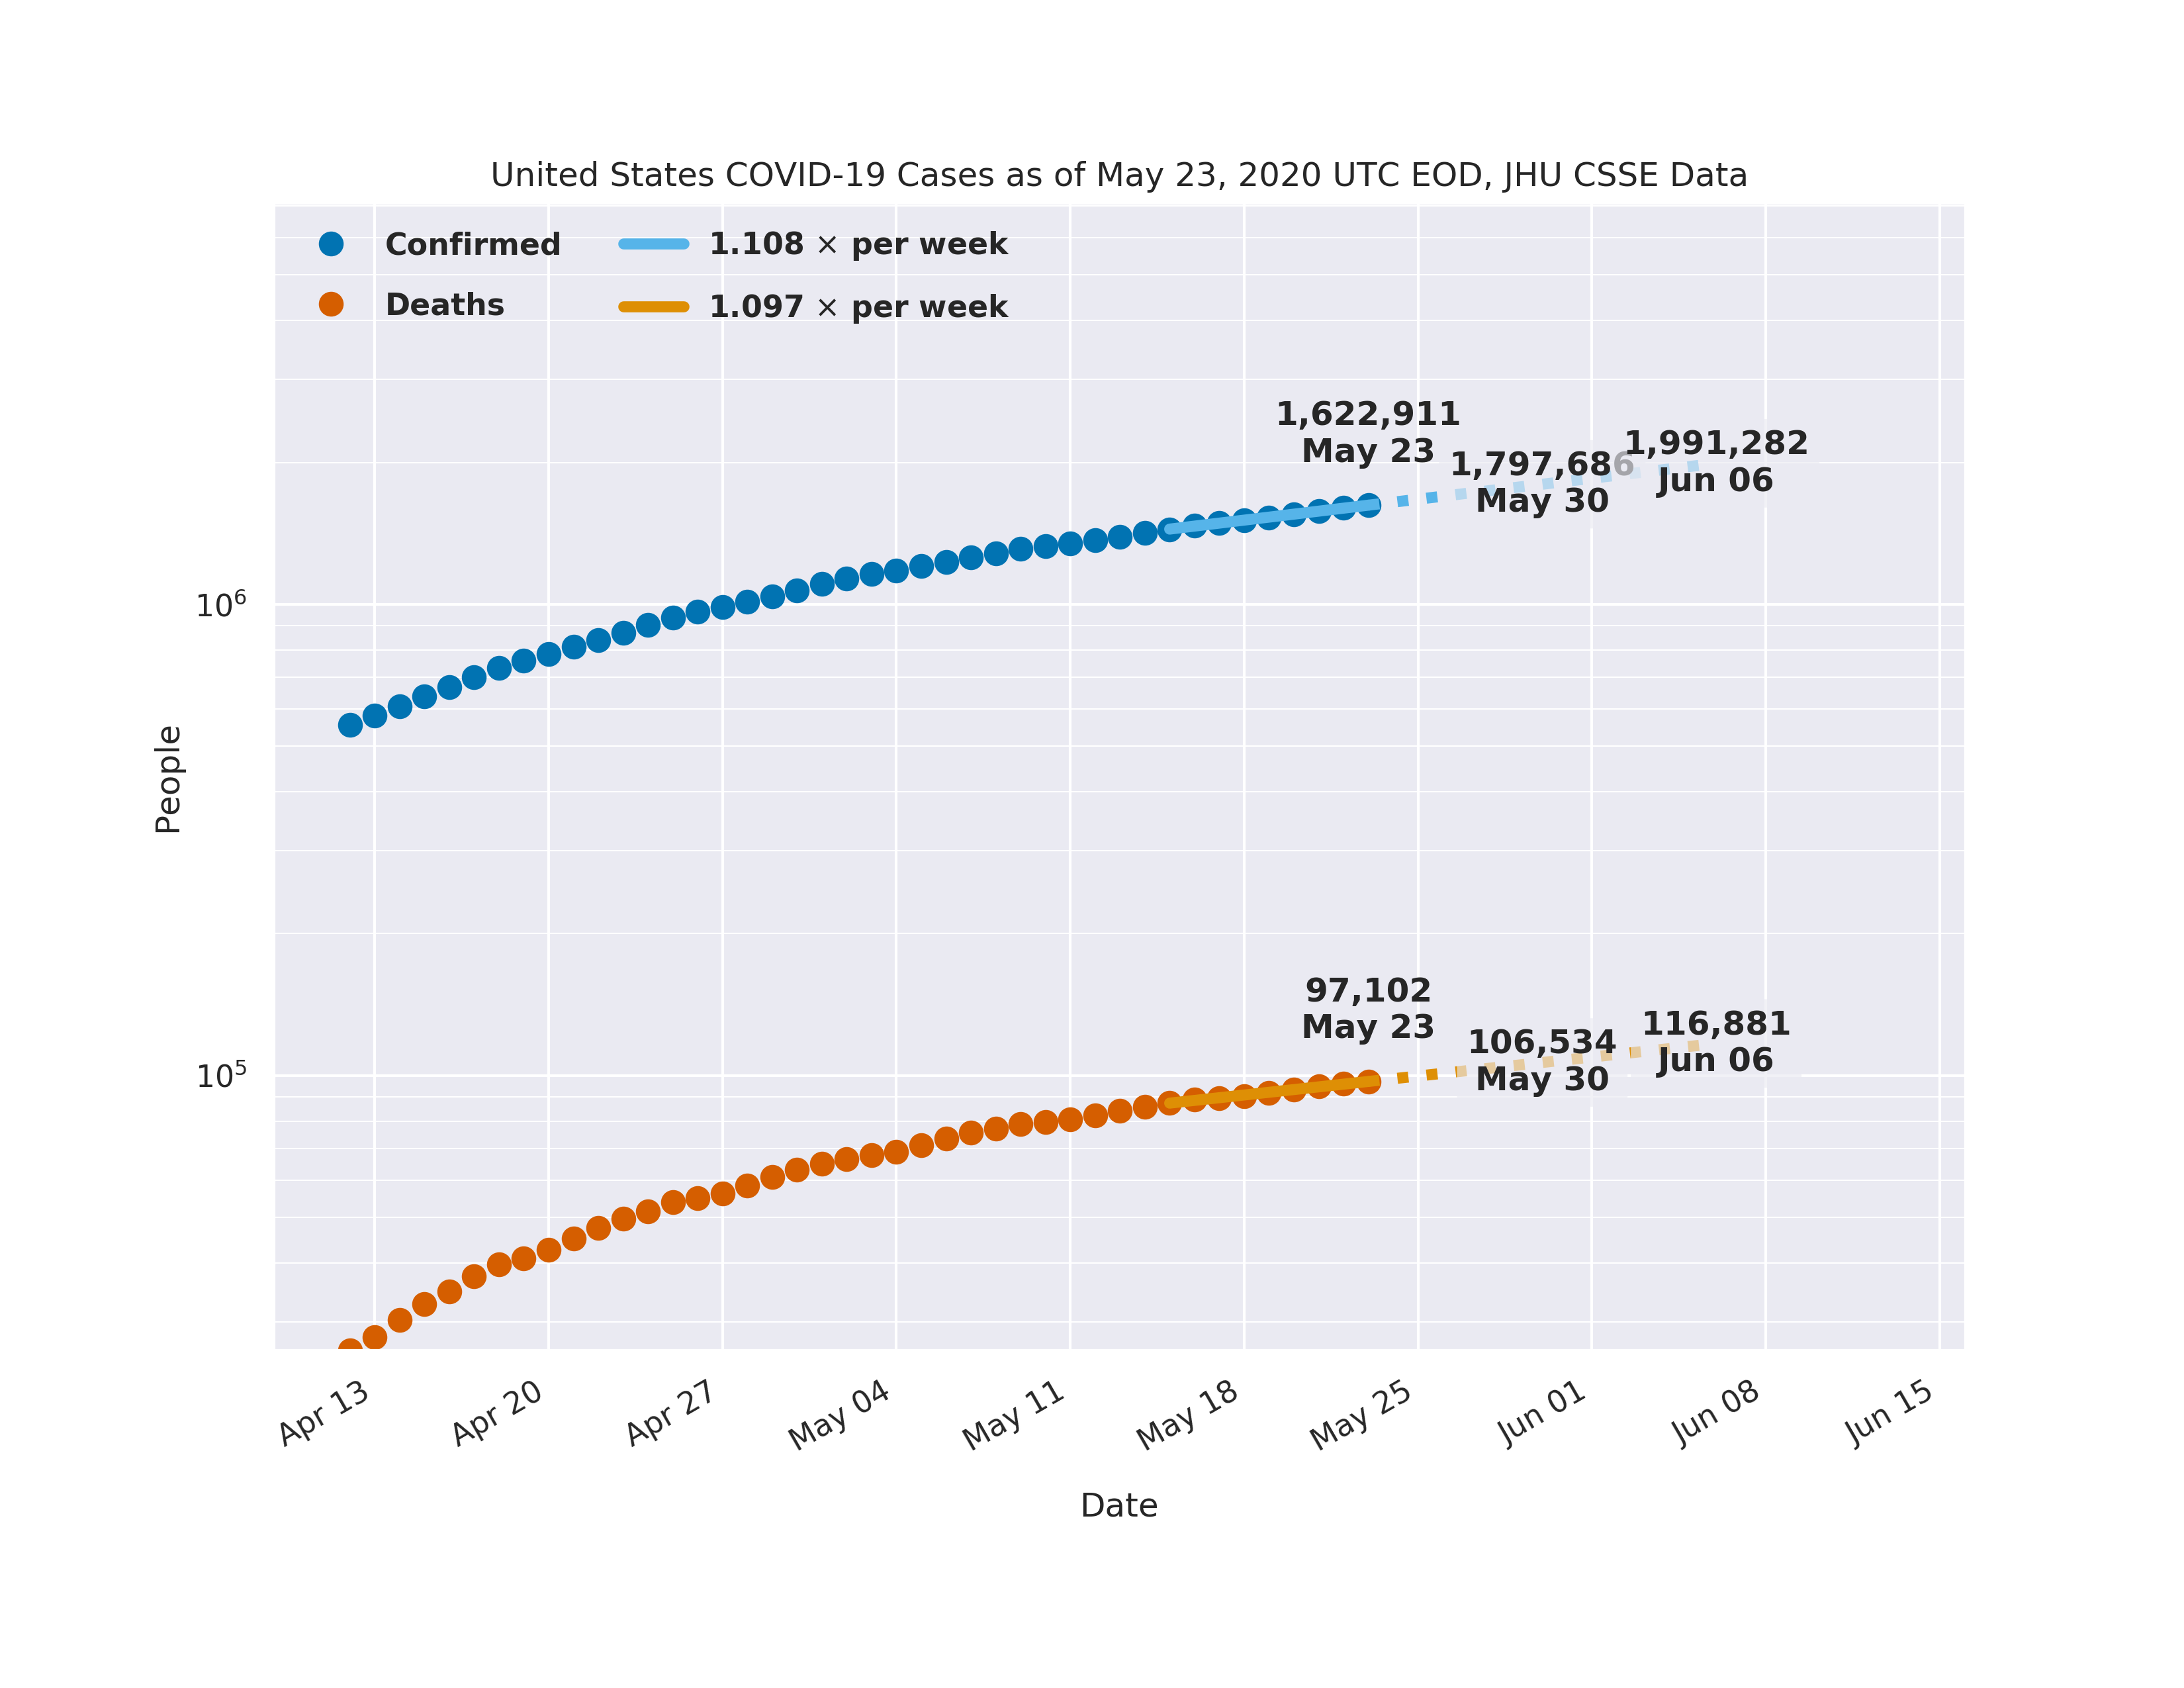 United States COVID-19 Cases as of May 23, 2020 UTC EOD, JHU CSSE Data
Confirmed
Deaths
1.108 × per week
1.097 × per week
1,622,911
May 23
1,797,686
May 30
1,991,282
Jun 06
10⁶
People
97,102
May 23
106,534
May 30
116,881
Jun 06
10⁵
Apr 13
Apr 20
Apr 27
May 04
May 11
May 18
May 25
Jun 01
Jun 08
Jun 15
Date